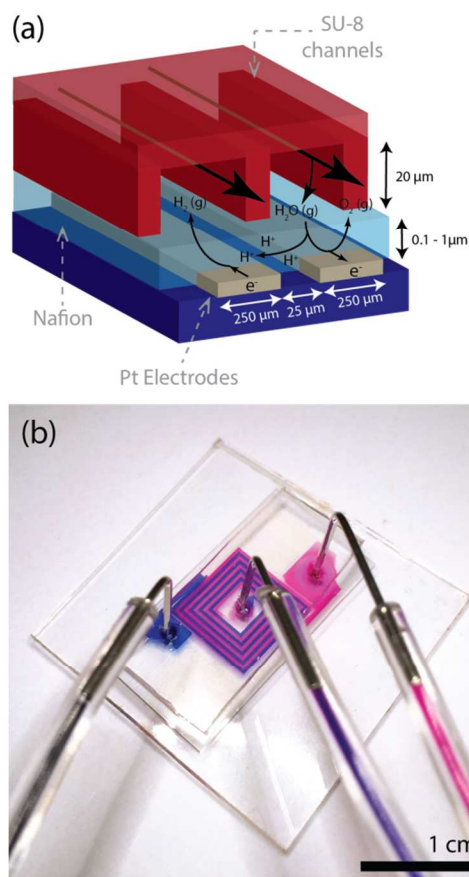 (a)
SU-8
channels
20 µm
H₂ (g)
H₂O (g)
O₂ (g)
H⁺
H⁺
H⁺
0.1 - 1µm
e⁻
e⁻
Nafion
250 µm
25 µm
250 µm
Pt Electrodes
(b)
1 cm